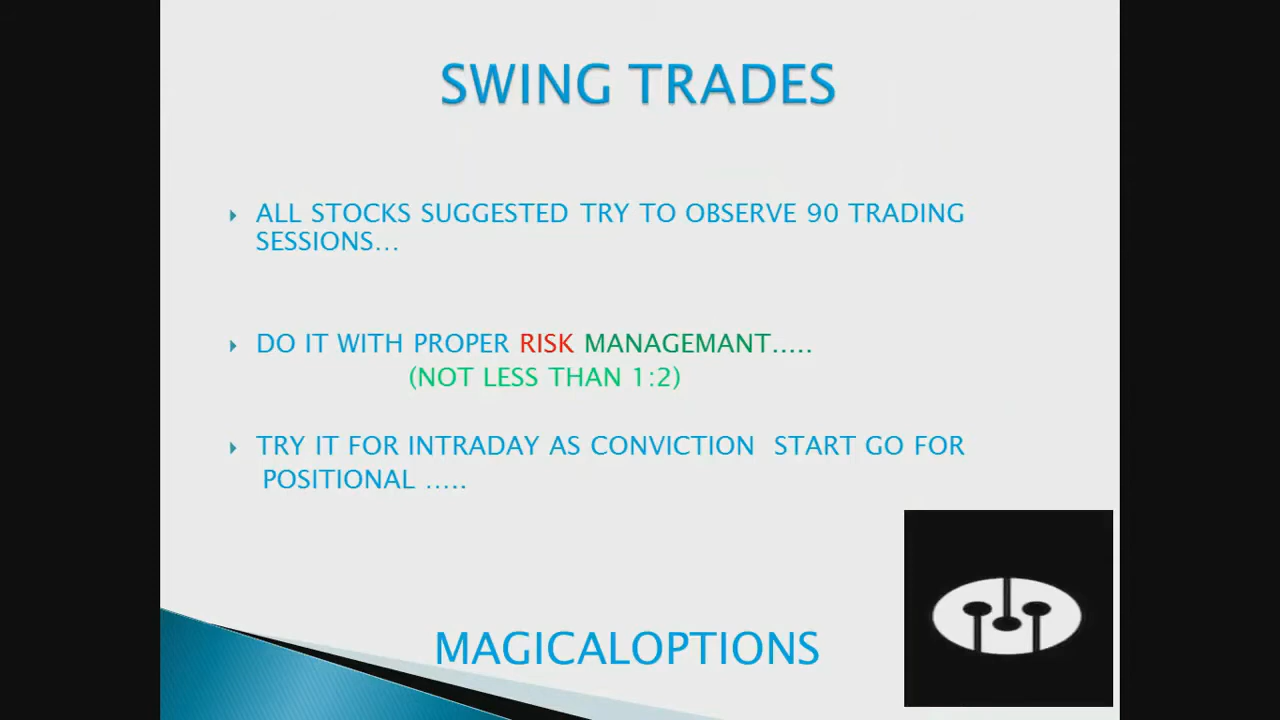 SWING TRADES
ALL STOCKS SUGGESTED TRY TO OBSERVE 90 TRADING
SESSIONS...
DO IT WITH PROPER RISK MANAGEMANT.....
(NOT LESS THAN 1:2)
TRY IT FOR INTRADAY AS CONVICTION START GO FOR
POSITIONAL .....
MAGICALOPTIONS